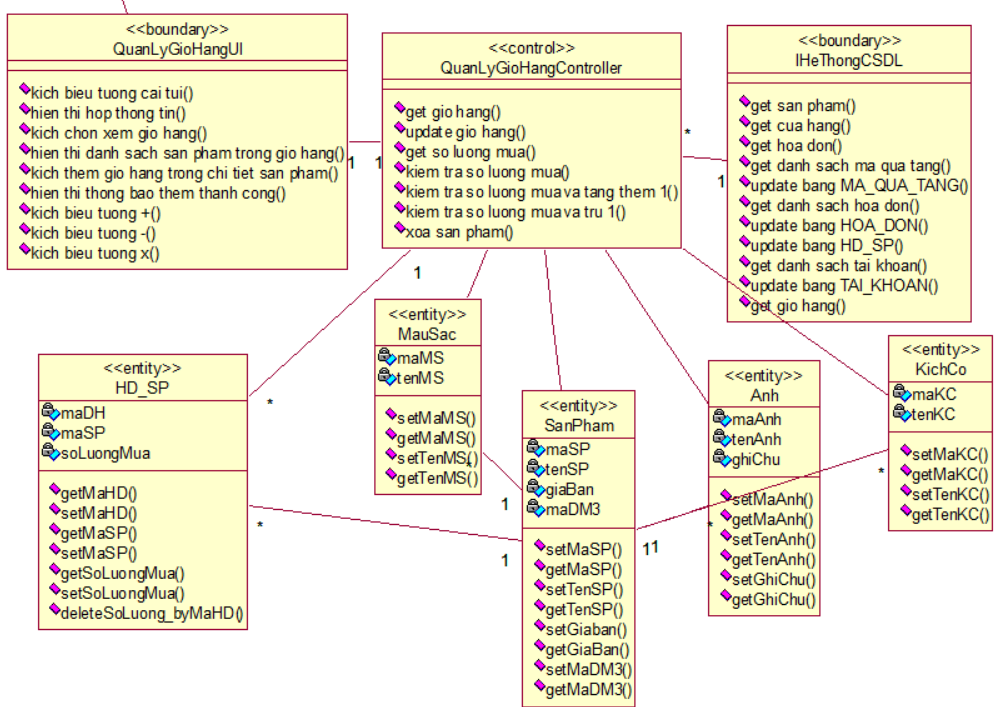 <<boundary>>
QuanLyGioHangUI
kich bieu tuong cai tui()
hien thi hop thong tin()
kich chon xem gio hang()
hien thi danh sach san pham trong gio hang()
kich them gio hang trong chi tiet san pham()
hien thi thong bao them thanh cong()
kich bieu tuong +()
kich bieu tuong -()
kich bieu tuong x()
1
1
<<control>>
QuanLyGioHangController
get gio hang()
update gio hang()
get so luong mua()
kiem tra so luong mua()
kiem tra so luong mua va tang them 1()
kiem tra so luong mua va tru 1()
xoa san pham()
*
1
<<boundary>>
IHeThongCSDL
get san pham()
get cua hang()
get hoa don()
get danh sach ma qua tang()
update bang MA_QUA_TANG()
get danh sach hoa don()
update bang HOA_DON()
update bang HD_SP()
get danh sach tai khoan()
update bang TAI_KHOAN()
get gio hang()
1
*
<<entity>>
HD_SP
maDH
maSP
soLuongMua
getMaHD()
setMaHD()
getMaSP()
setMaSP()
getSoLuongMua()
setSoLuongMua()
deleteSoLuong_byMaHD()
*
1
<<entity>>
MauSac
maMS
tenMS
setMaMS()
getMaMS()
setTenMS()
getTenMS()
*
1
<<entity>>
SanPham
maSP
tenSP
giaBan
maDM3
setMaSP()
getMaSP()
setTenSP()
getTenSP()
setGiaban()
getGiaBan()
setMaDM3()
getMaDM3()
1
1
*
<<entity>>
Anh
maAnh
tenAnh
ghiChu
setMaAnh()
getMaAnh()
setTenAnh()
getTenAnh()
setGhiChu()
getGhiChu()
*
<<entity>>
KichCo
maKC
tenKC
setMaKC()
getMaKC()
setTenKC()
getTenKC()